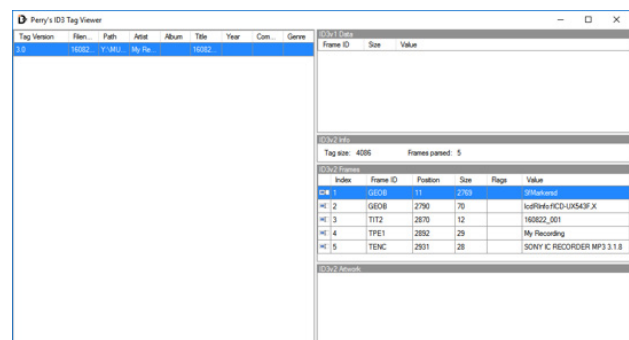 Perry's ID3 Tag Viewer
Tag Version Filen... Path Artist Album Title Year Com... Genre
3.0 16082... Y:\MU... My Re... 16082...
ID3v1 Data
Frame ID Size Value
ID3v2 Info
Tag size: 4086 Frames parsed: 5
ID3v2 Frames
Index Frame ID Position Size Flags Value
1 GEOB 11 2769 SfMarkersd
2 GEOB 2790 70 IcdRInfo:fICD-UX543F,X
3 TIT2 2870 12 160822_001
4 TPE1 2892 29 My Recording
5 TENC 2931 28 SONY IC RECORDER MP3 3.1.8
ID3v2 Artwork